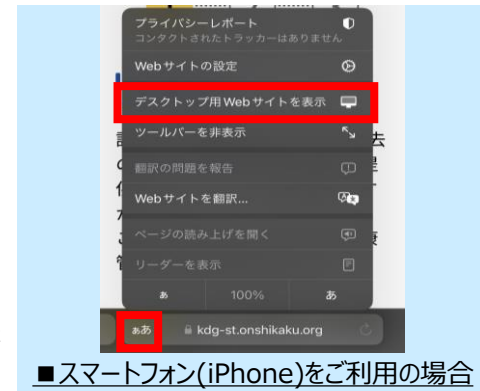 プライバシーレポート
コンタクトされたトラッカーはありません
Webサイトの設定
デスクトップ用Webサイトを表示
ツールバーを非表示
翻訳の問題を報告
Webサイトを翻訳...
ページの読み上げを開く
リーダーを表示
ぁ 100% あ
ぁあ kdg-st.onshikaku.org
■スマートフォン(iPhone)をご利用の場合